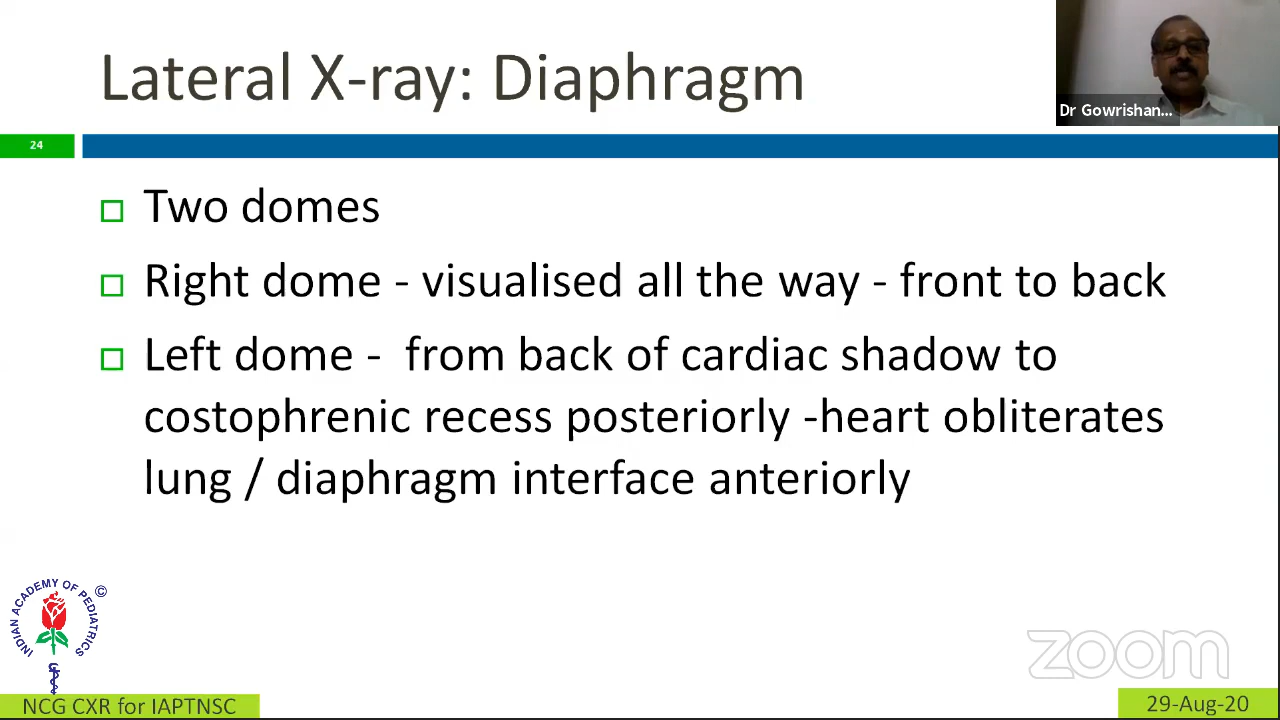 Lateral X-ray: Diaphragm
Dr Gowrishan...
24
Two domes
Right dome - visualised all the way - front to back
Left dome - from back of cardiac shadow to
costophrenic recess posteriorly -heart obliterates
lung / diaphragm interface anteriorly
INDIAN ACADEMY OF PEDIATRICS
©
zoom
NCG CXR for IAPTNSC
29-Aug-20